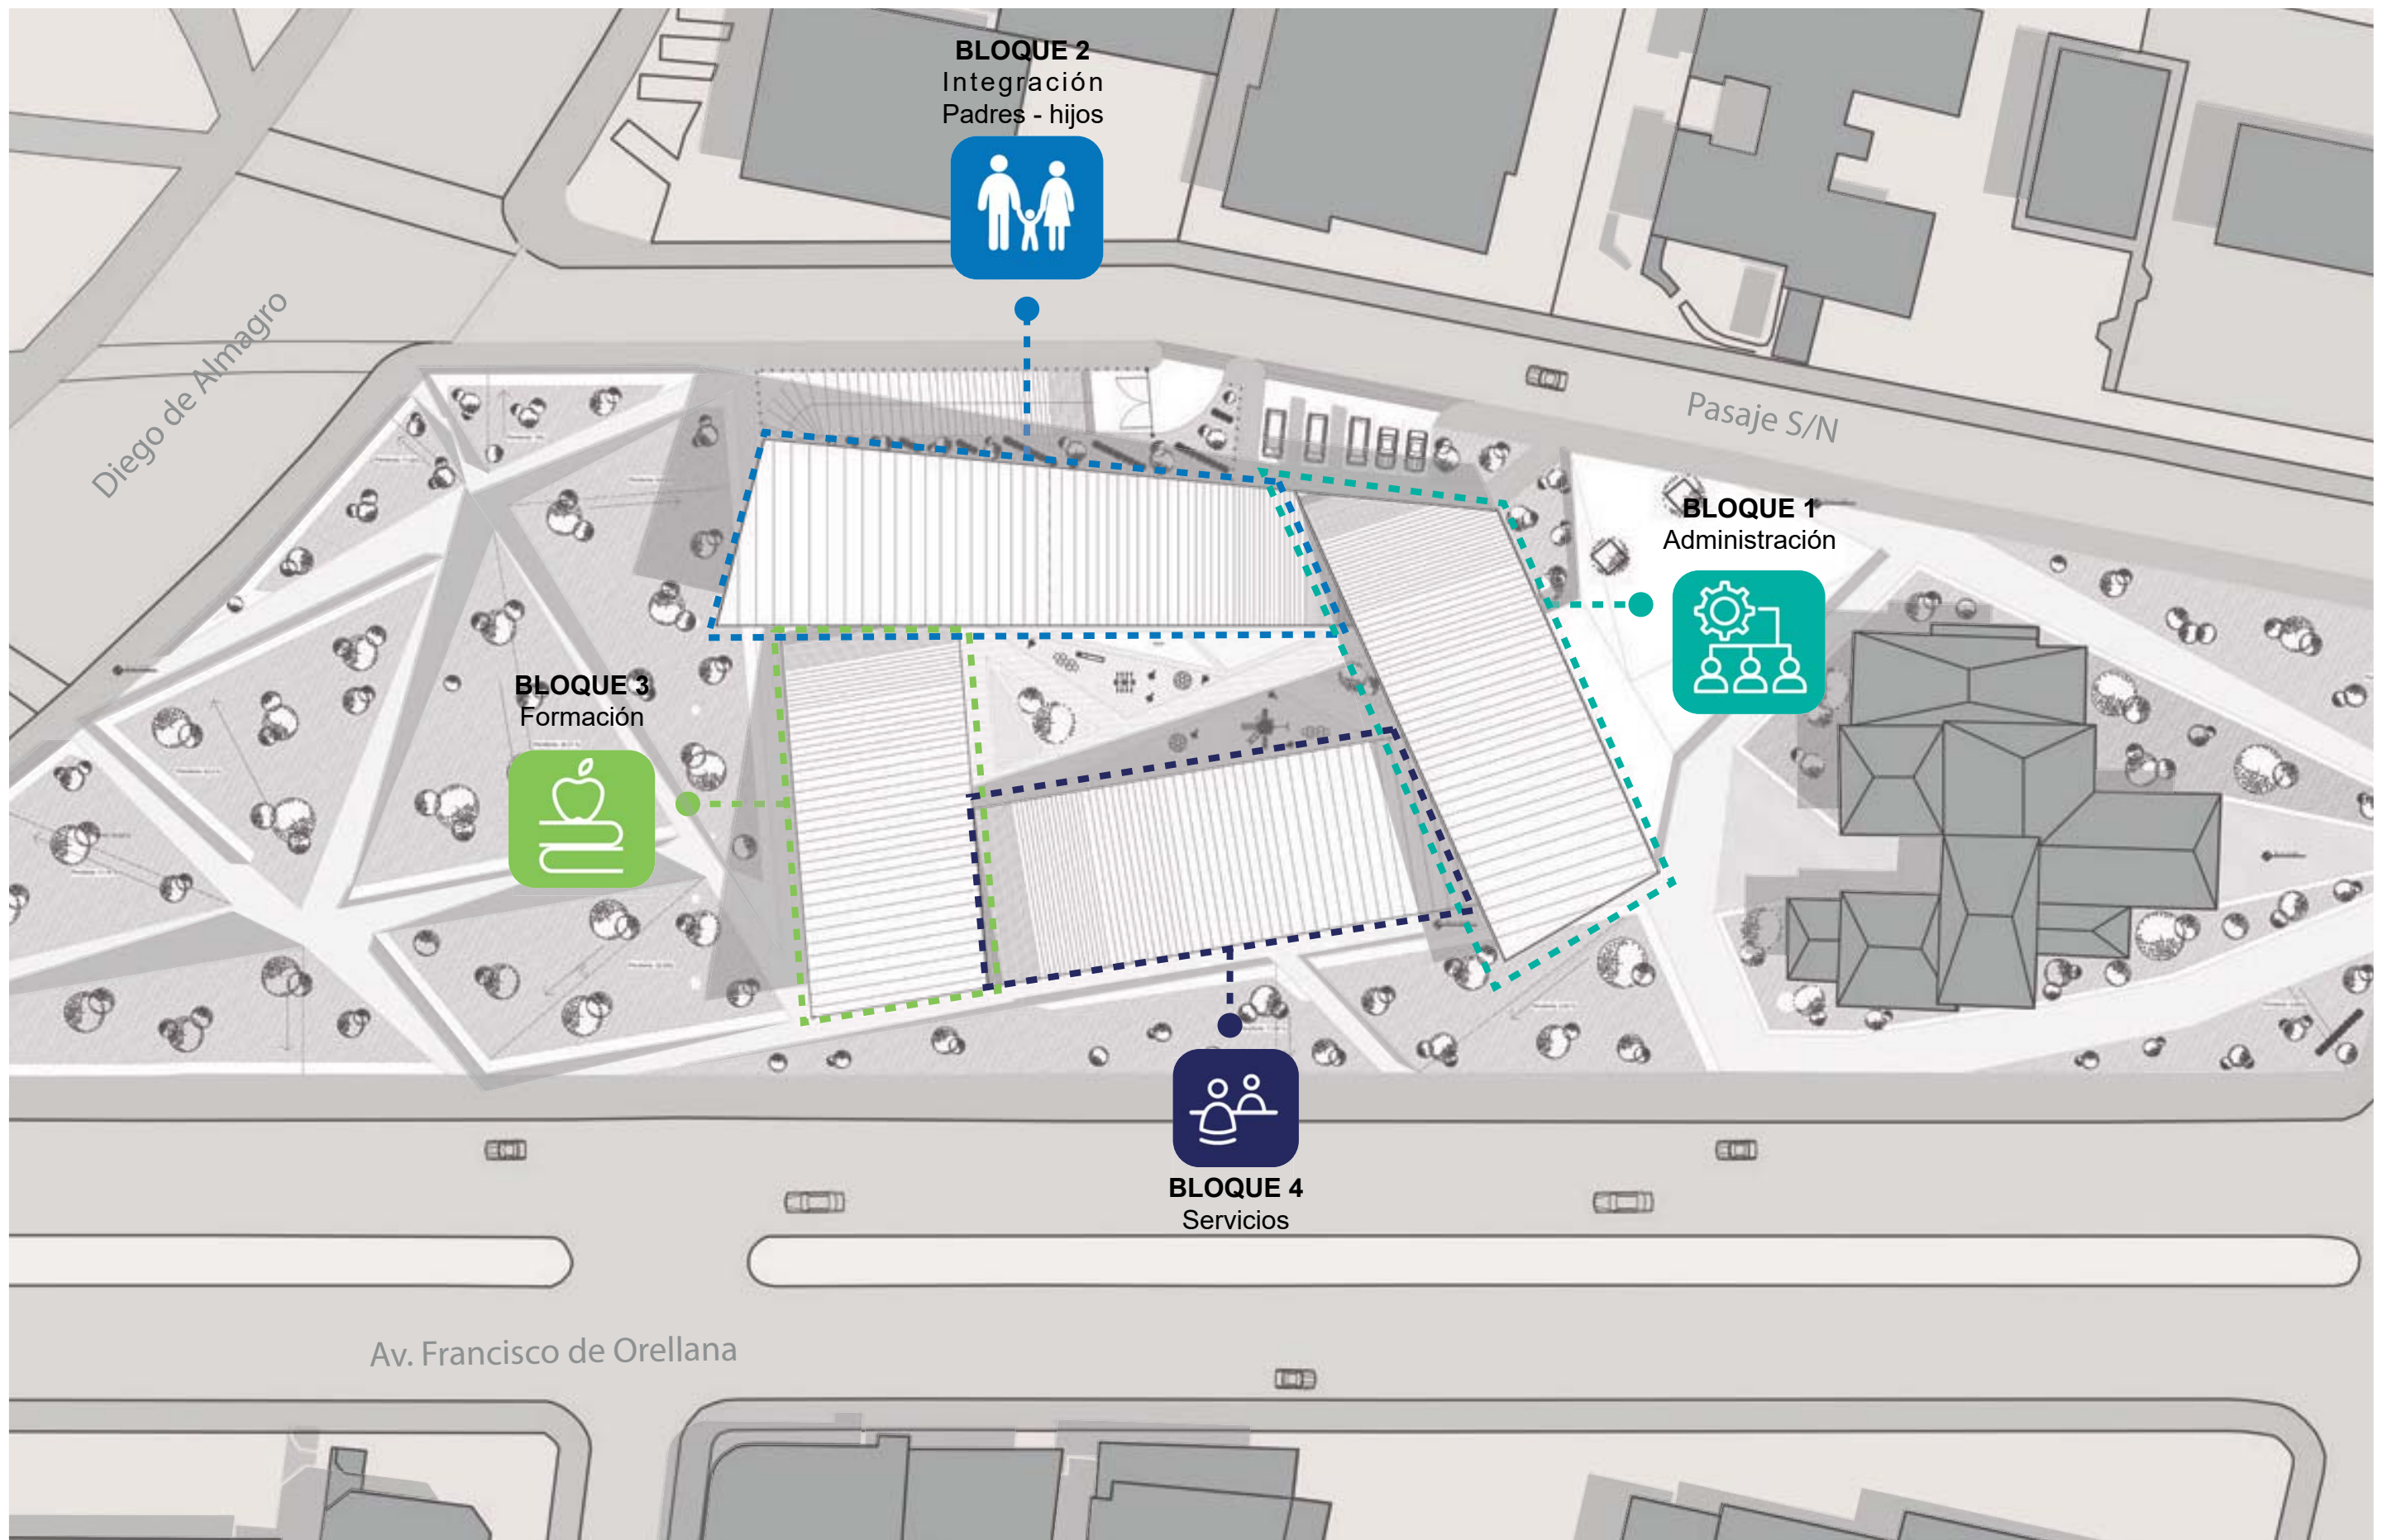 BLOQUE 2
Integración
Padres - hijos
Diego de Almagro
Pasaje S/N
BLOQUE 1
Administración
BLOQUE 3
Formación
BLOQUE 4
Servicios
Av. Francisco de Orellana